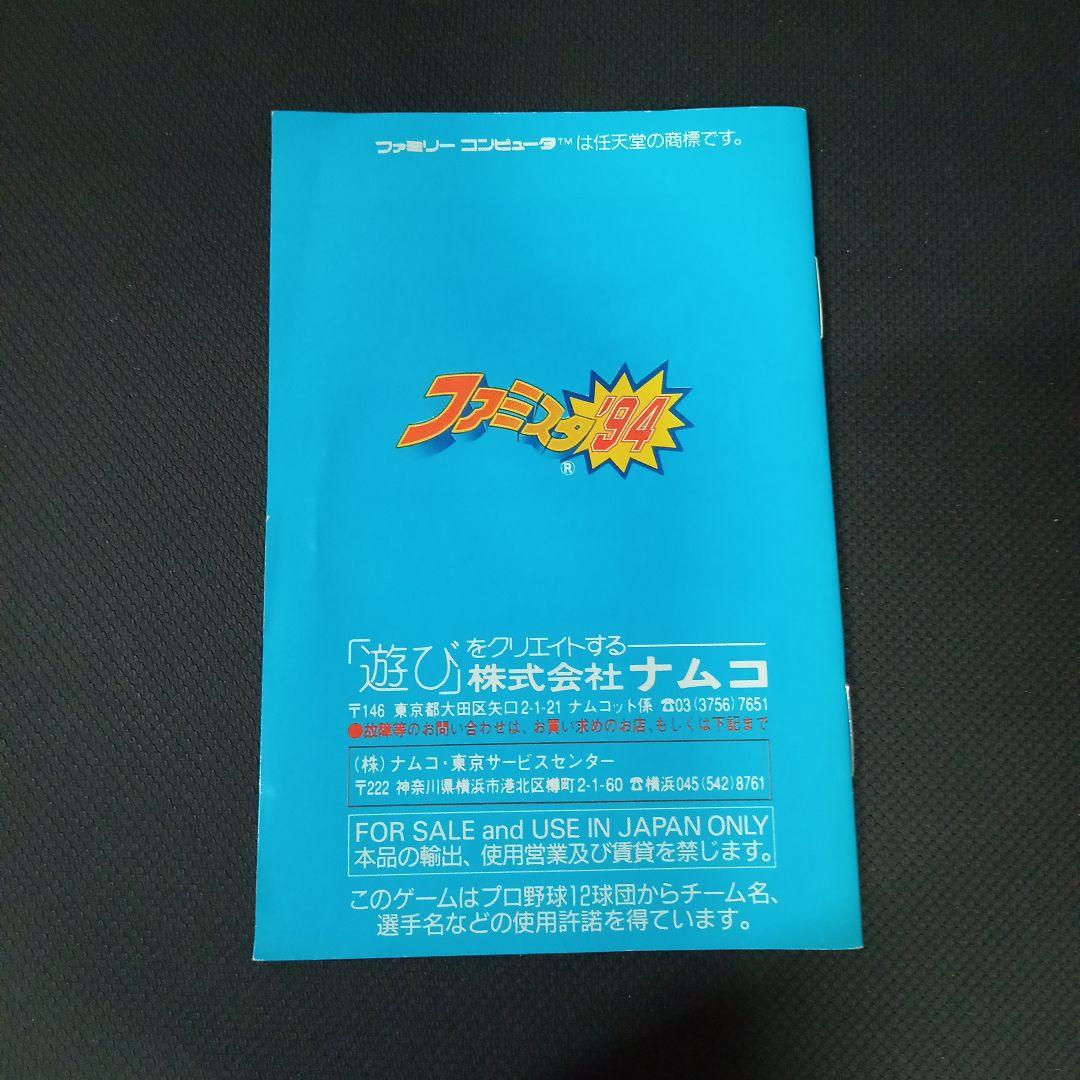 ファミリー コンピュータ™は任天堂の商標です。
ファミスタ'94
®
「遊び」をクリエイトする——
株式会社ナムコ
〒146 東京都大田区矢口2-1-21 ナムコット係 ☎03(3756)7651
●故障等のお問い合わせは、お買い求めのお店、もしくは下記まで
(株)ナムコ・東京サービスセンター
〒222 神奈川県横浜市港北区樽町2-1-60 ☎横浜045(542)8761
FOR SALE and USE IN JAPAN ONLY
本品の輸出、使用営業及び賃貸を禁じます。
このゲームはプロ野球12球団からチーム名、
選手名などの使用許諾を得ています。